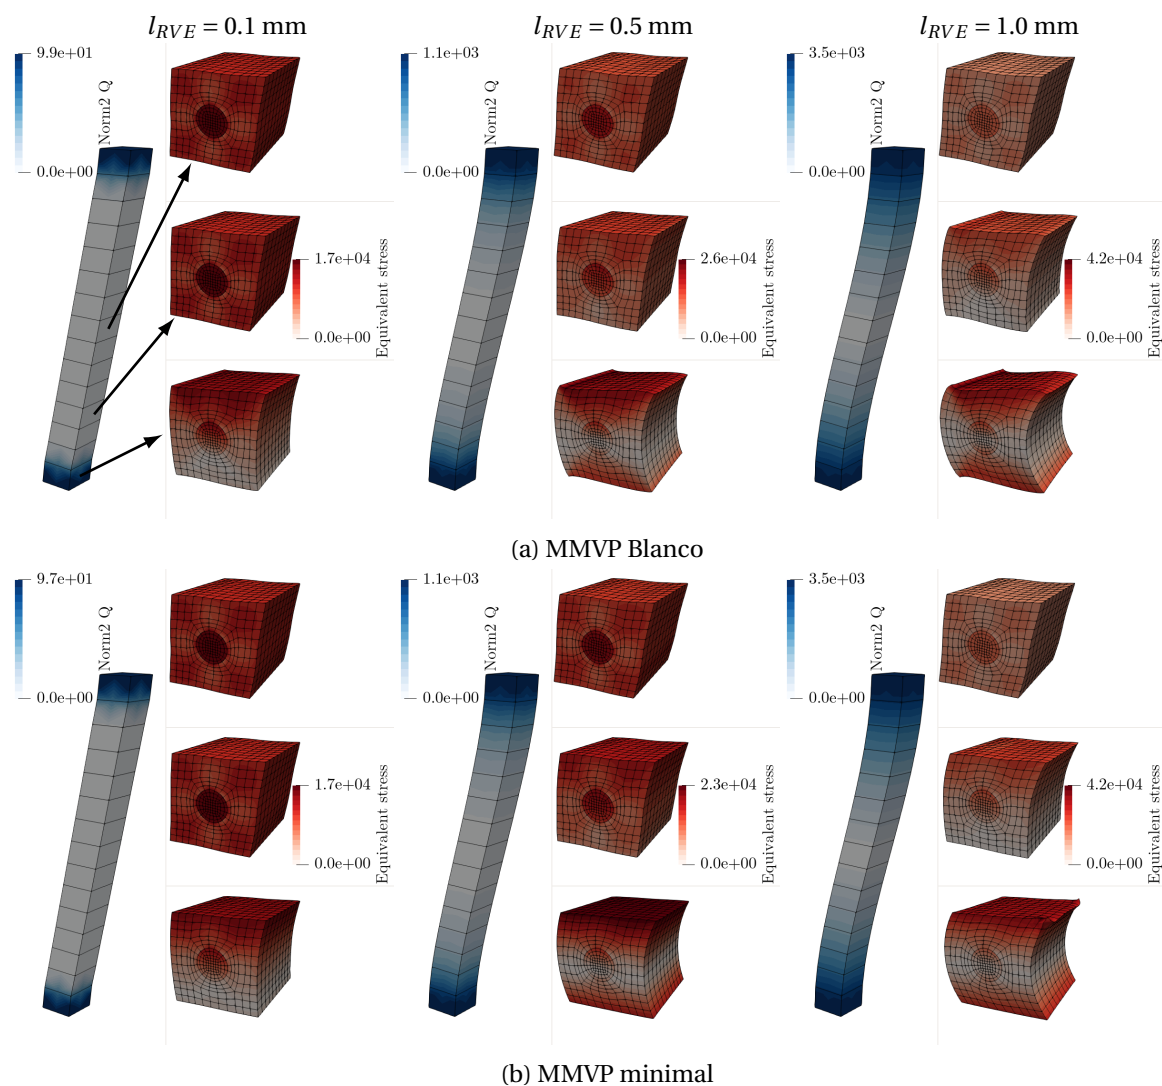 l_RVE = 0.1 mm
l_RVE = 0.5 mm
l_RVE = 1.0 mm
9.9e+01
0.0e+00
Norm2 Q
1.7e+04
0.0e+00
Equivalent stress
1.1e+03
0.0e+00
Norm2 Q
2.6e+04
0.0e+00
Equivalent stress
3.5e+03
0.0e+00
Norm2 Q
4.2e+04
0.0e+00
Equivalent stress
(a) MMVP Blanco
9.7e+01
0.0e+00
Norm2 Q
1.7e+04
0.0e+00
Equivalent stress
1.1e+03
0.0e+00
Norm2 Q
2.3e+04
0.0e+00
Equivalent stress
3.5e+03
0.0e+00
Norm2 Q
4.2e+04
0.0e+00
Equivalent stress
(b) MMVP minimal